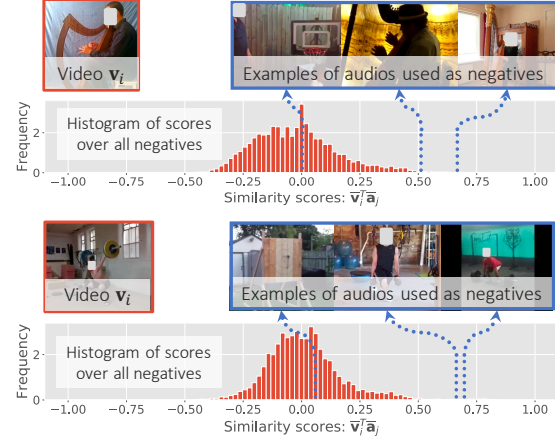 Video v_i
Examples of audios used as negatives
Frequency
2
0
Histogram of scores
over all negatives
−1.00 −0.75 −0.50 −0.25 0.00 0.25 0.50 0.75 1.00
Similarity scores: v̄_i^T ā_j
Video v_i
Examples of audios used as negatives
Frequency
2
0
Histogram of scores
over all negatives
−1.00 −0.75 −0.50 −0.25 0.00 0.25 0.50 0.75 1.00
Similarity scores: v̄_i^T ā_j